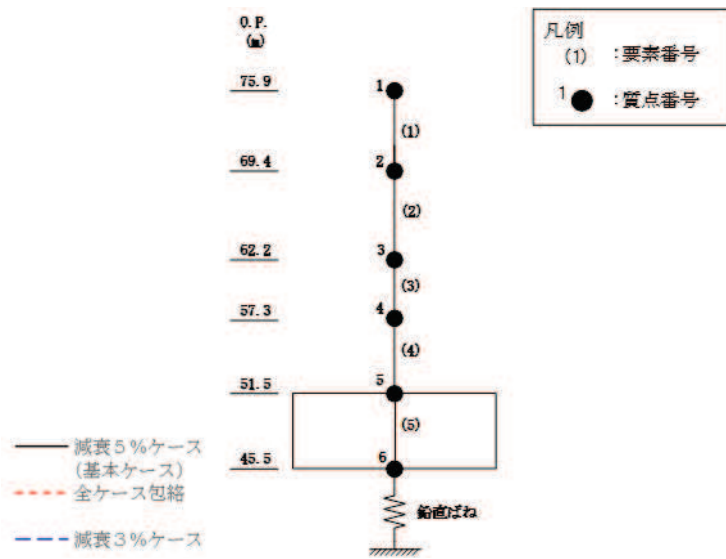 O.P.
(m)
75.9
69.4
62.2
57.3
51.5
45.5
1
(1)
2
(2)
3
(3)
4
(4)
5
(5)
6
鉛直ばね
凡例
(1) :要素番号
1 :質点番号
減衰5%ケース
(基本ケース)
全ケース包絡
減衰3%ケース